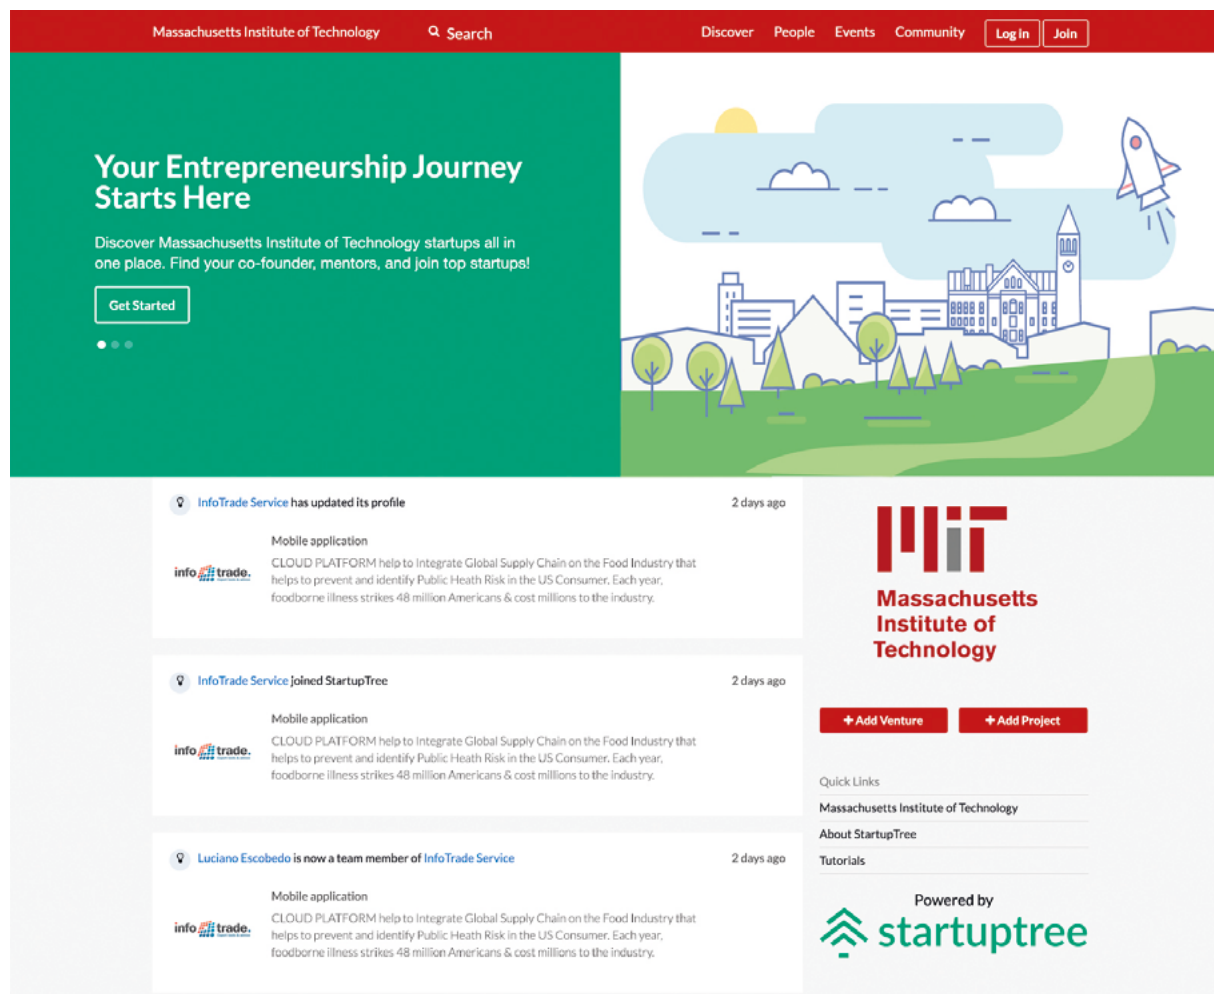 Massachusetts Institute of Technology
Search
Discover
People
Events
Community
Log in
Join
Your Entrepreneurship Journey
Starts Here
Discover Massachusetts Institute of Technology startups all in
one place. Find your co-founder, mentors, and join top startups!
Get Started
InfoTrade Service has updated its profile
2 days ago
info trade.
Mobile application
CLOUD PLATFORM help to Integrate Global Supply Chain on the Food Industry that
helps to prevent and identify Public Heath Risk in the US Consumer. Each year,
foodborne illness strikes 48 million Americans & cost millions to the industry.
InfoTrade Service joined StartupTree
2 days ago
info trade.
Mobile application
CLOUD PLATFORM help to Integrate Global Supply Chain on the Food Industry that
helps to prevent and identify Public Heath Risk in the US Consumer. Each year,
foodborne illness strikes 48 million Americans & cost millions to the industry.
Luciano Escobedo is now a team member of InfoTrade Service
2 days ago
info trade.
Mobile application
CLOUD PLATFORM help to Integrate Global Supply Chain on the Food Industry that
helps to prevent and identify Public Heath Risk in the US Consumer. Each year,
foodborne illness strikes 48 million Americans & cost millions to the industry.
MIT
Massachusetts
Institute of
Technology
+ Add Venture
+ Add Project
Quick Links
Massachusetts Institute of Technology
About StartupTree
Tutorials
Powered by
startuptree